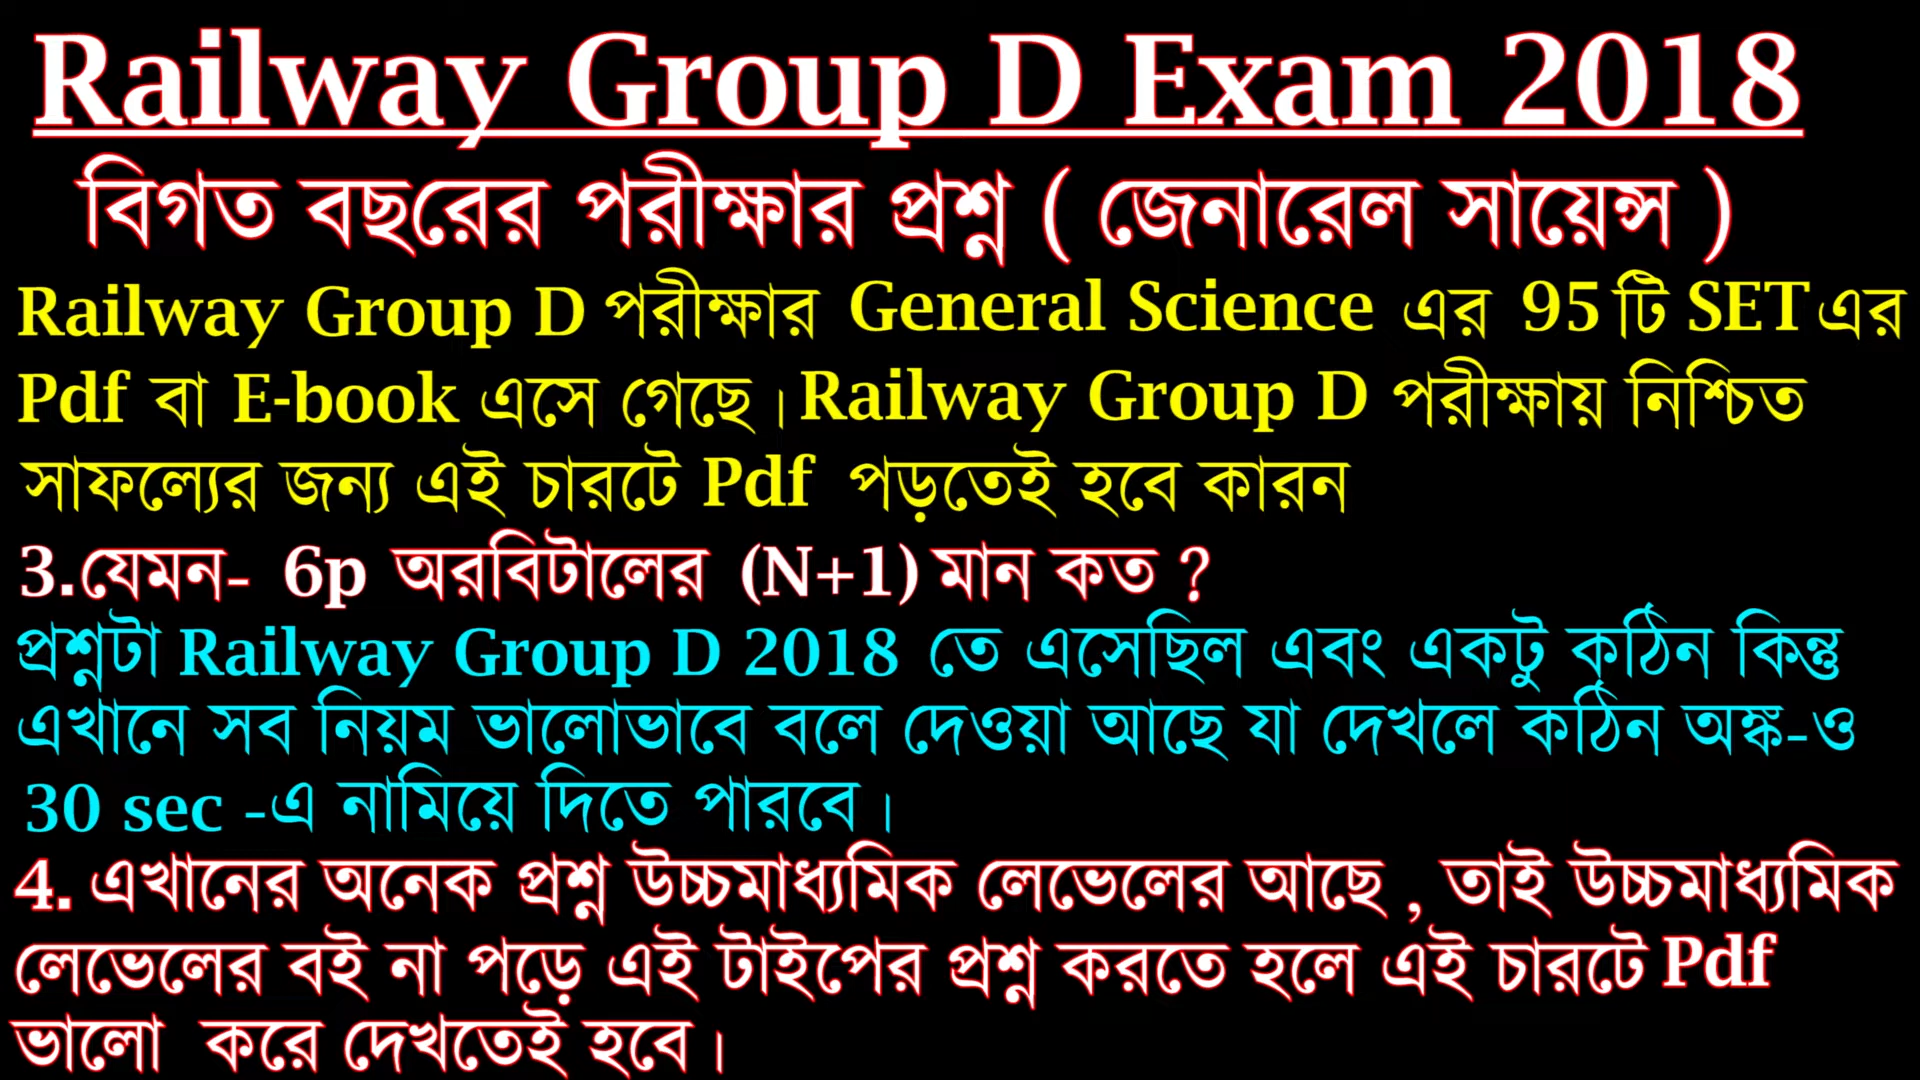 Railway Group D Exam 2018
বিগত বছরের পরীক্ষার প্রশ্ন ( জেনারেল সায়েন্স )
Railway Group D পরীক্ষার General Science এর 95 টি SET এর
Pdf বা E-book এসে গেছে। Railway Group D পরীক্ষায় নিশ্চিত
সাফল্যের জন্য এই চারটে Pdf পড়তেই হবে কারন
3.যেমন- 6p অরবিটালের (N+1) মান কত ?
প্রশ্নটা Railway Group D 2018 তে এসেছিল এবং একটু কঠিন কিন্তু
এখানে সব নিয়ম ভালোভাবে বলে দেওয়া আছে যা দেখলে কঠিন অঙ্ক-ও
30 sec -এ নামিয়ে দিতে পারবে।
4. এখানের অনেক প্রশ্ন উচ্চমাধ্যমিক লেভেলের আছে , তাই উচ্চমাধ্যমিক
লেভেলের বই না পড়ে এই টাইপের প্রশ্ন করতে হলে এই চারটে Pdf
ভালো করে দেখতেই হবে।